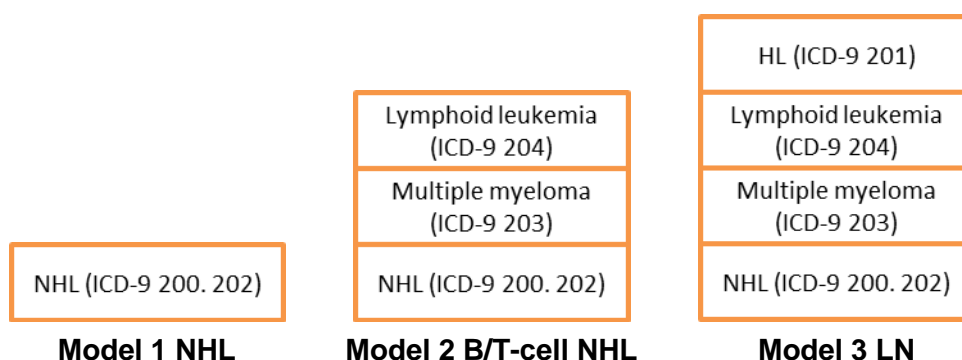 HL (ICD-9 201)
Lymphoid leukemia
(ICD-9 204)
Lymphoid leukemia
(ICD-9 204)
Multiple myeloma
(ICD-9 203)
Multiple myeloma
(ICD-9 203)
NHL (ICD-9 200. 202)
NHL (ICD-9 200. 202)
NHL (ICD-9 200. 202)
Model 1 NHL
Model 2 B/T-cell NHL
Model 3 LN